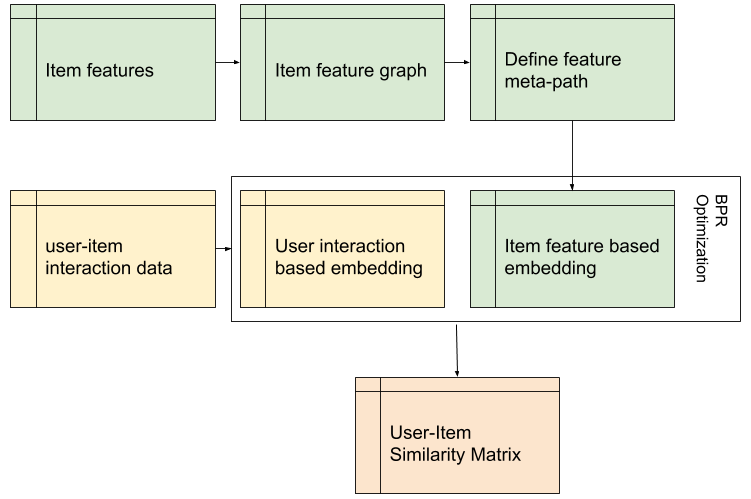 Item features
Item feature graph
Define feature
meta-path
user-item
interaction data
User interaction
based embedding
Item feature based
embedding
BPR
Optimization
User-Item
Similarity Matrix